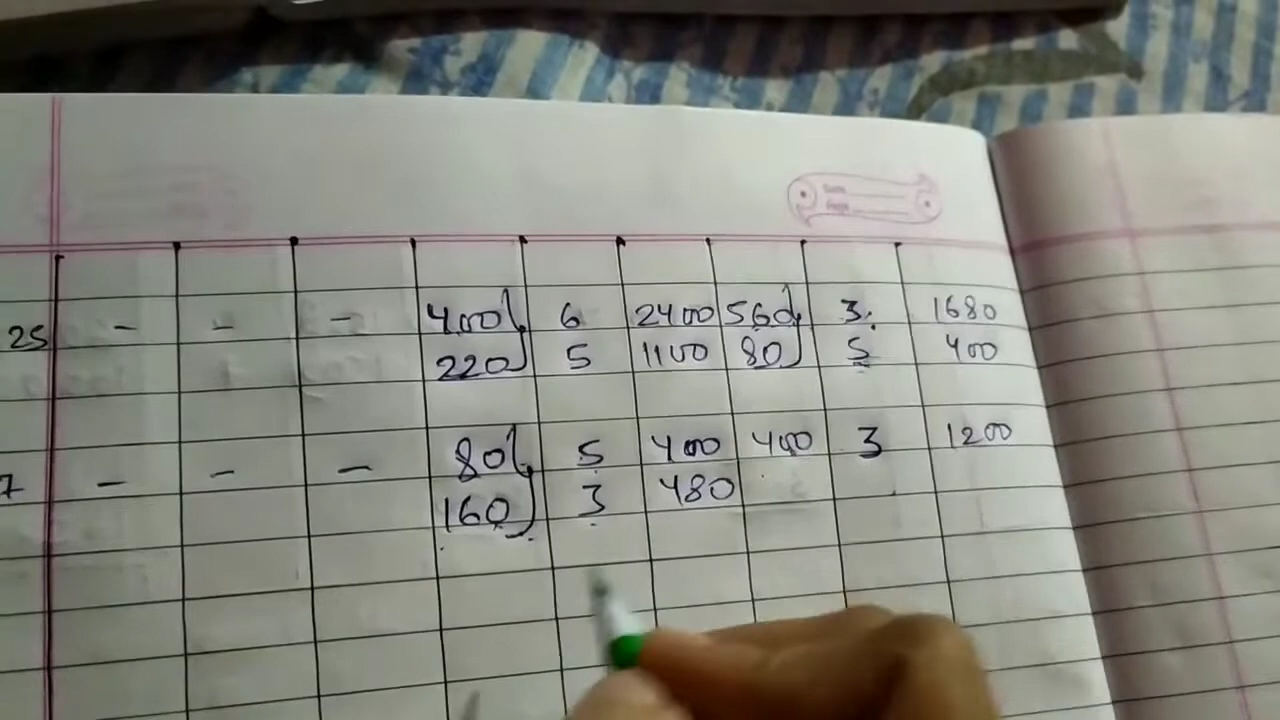 400 6 2400 560 3 1680
25 - - -
220 5 1100 80 5 400
80 5 400 400 3 1200
7 - - -
160 3 480